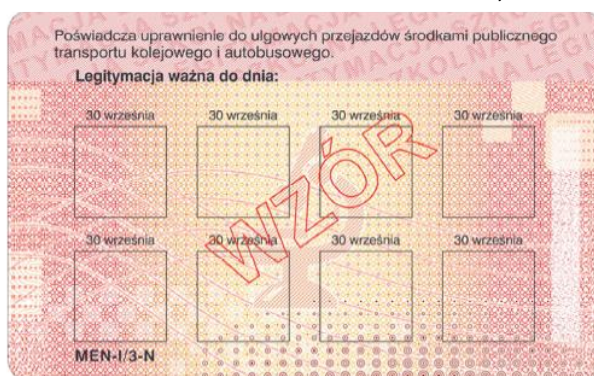 Poświadcza uprawnienie do ulgowych przejazdów środkami publicznego
transportu kolejowego i autobusowego.
Legitymacja ważna do dnia:
30 września 30 września 30 września 30 września
30 września 30 września 30 września 30 września
WZÓR
MEN-I/3-N